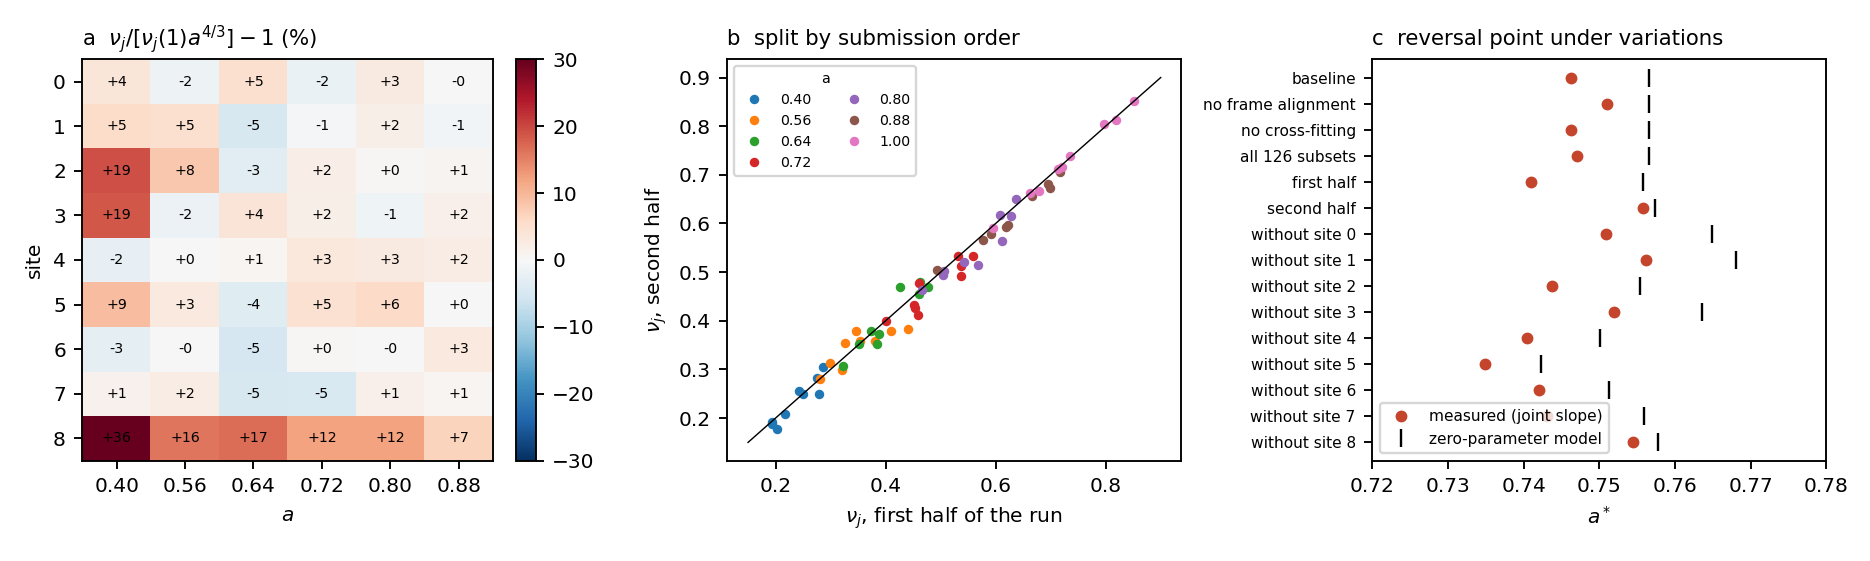 a ν_j/[ν_j(1)a^{4/3}] − 1 (%)
site
0 +4 -2 +5 -2 +3 -0
1 +5 +5 -5 -1 +2 -1
2 +19 +8 -3 +2 +0 +1
3 +19 -2 +4 +2 -1 +2
4 -2 +0 +1 +3 +3 +2
5 +9 +3 -4 +5 +6 +0
6 -3 -0 -5 +0 -0 +3
7 +1 +2 -5 -5 +1 +1
8 +36 +16 +17 +12 +12 +7
0.40 0.56 0.64 0.72 0.80 0.88
a
30
20
10
0
−10
−20
−30
b split by submission order
ν_j, second half
0.9
0.8
0.7
0.6
0.5
0.4
0.3
0.2
a
0.40 0.80
0.56 0.88
0.64 1.00
0.72
0.2 0.4 0.6 0.8
ν_j, first half of the run
c reversal point under variations
baseline
no frame alignment
no cross-fitting
all 126 subsets
first half
second half
without site 0
without site 1
without site 2
without site 3
without site 4
without site 5
without site 6
without site 7
without site 8
measured (joint slope)
zero-parameter model
0.72 0.73 0.74 0.75 0.76 0.77 0.78
a*